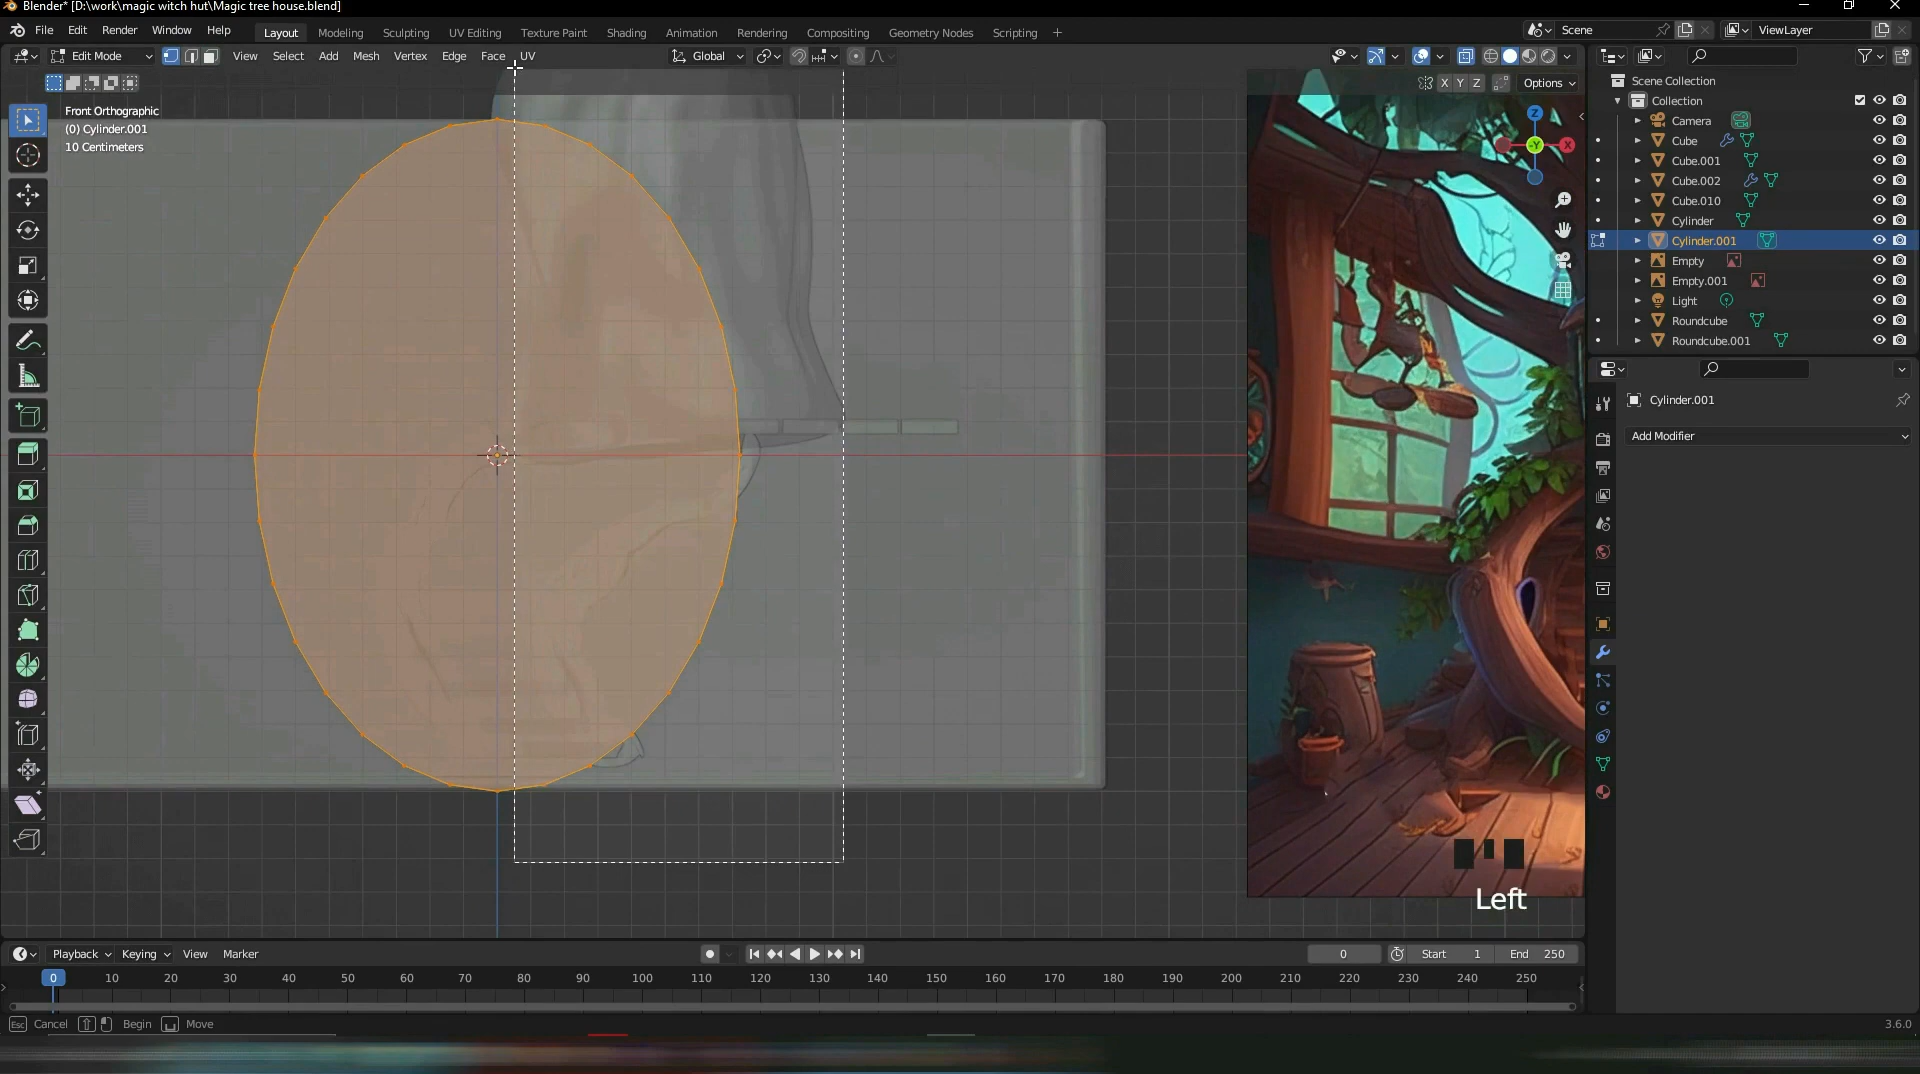 Blender* [D:\work\magic witch hut\Magic tree house.blend]
File Edit Render Window Help Layout Modeling Sculpting UV Editing Texture Paint Shading Animation Rendering Compositing Geometry Nodes Scripting + Scene ViewLayer
Edit Mode View Select Add Mesh Vertex Edge Face UV Global
X Y Z Options
Front Orthographic
(0) Cylinder.001
10 Centimeters
Z
-Y
X
Scene Collection
Collection
Camera
Cube
Cube.001
Cube.002
Cube.010
Cylinder
Cylinder.001
Empty
Empty.001
Light
Roundcube
Roundcube.001
Cylinder.001
Add Modifier
Left
Playback Keying View Marker 0 Start 1 End 250
0 10 20 30 40 50 60 70 80 90 100 110 120 130 140 150 160 170 180 190 200 210 220 230 240 250
Esc Cancel Begin Move 3.6.0